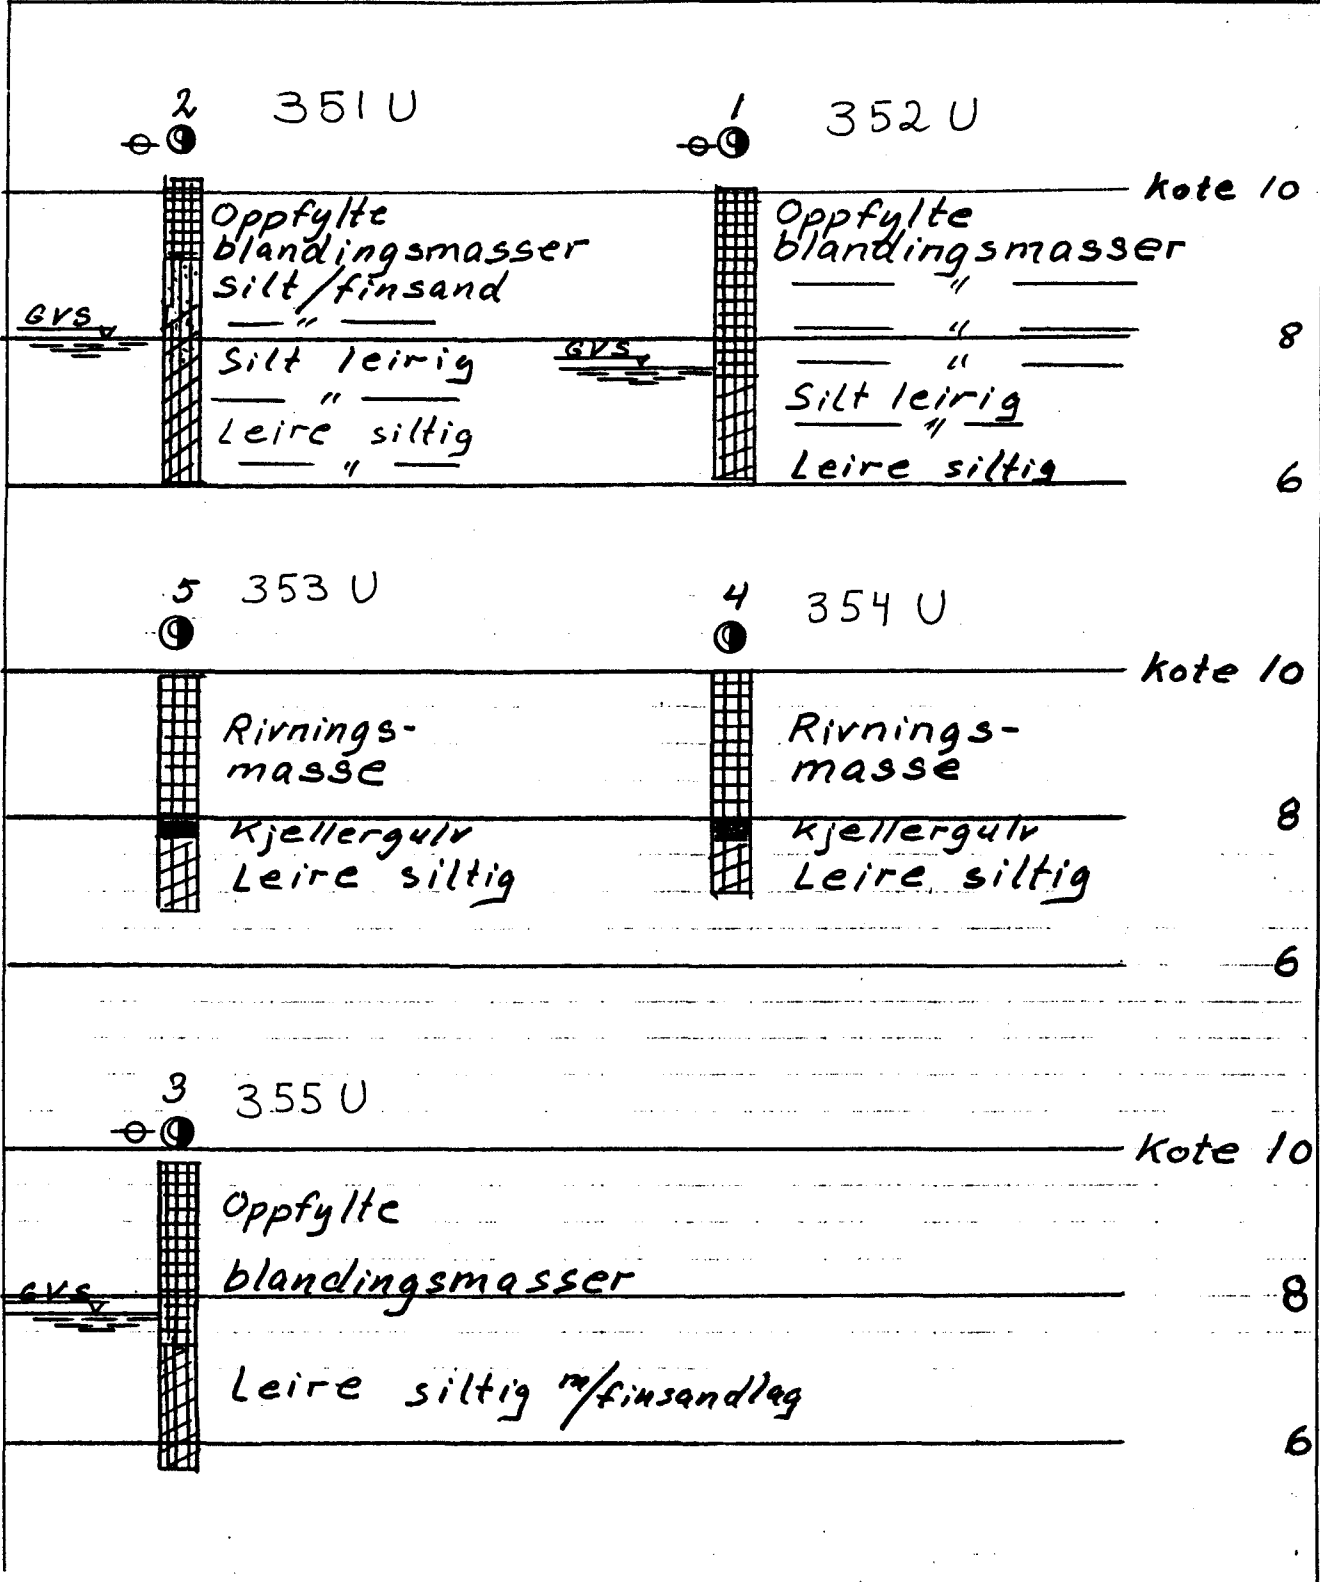 2 351 U
Oppfylte
blandingsmasser
Silt/finsand
— " —
GVS
Silt leirig
— " —
Leire siltig
— " —
1 352 U
kote 10
Oppfylte
blandingsmasser
— " —
— " —
8
GVS
— " —
Silt leirig
— " —
Leire siltig
6
5 353 U
Rivnings-
masse
Kjellergulv
Leire siltig
4 354 U
kote 10
Rivnings-
masse
8
Kjellergulv
Leire siltig
6
3 355 U
Kote 10
Oppfylte
blandingsmasser
GVS
8
Leire siltig m/finsandlag
6